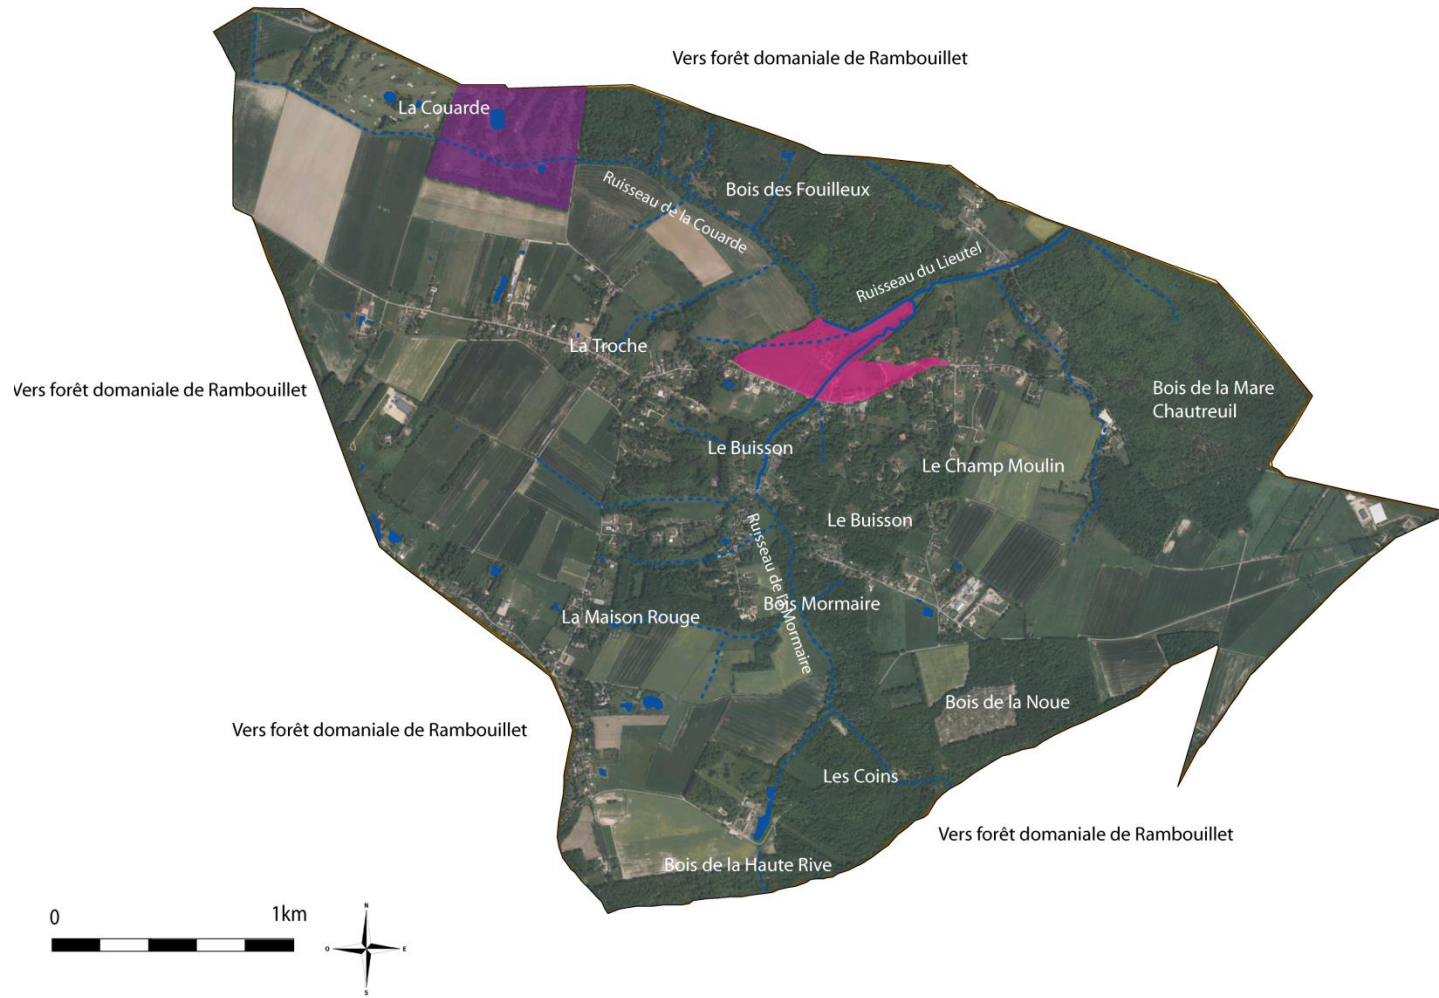 Vers forêt domaniale de Rambouillet
La Couarde
Bois des Fouilleux
Ruisseau de la Couarde
Ruisseau du Lieutel
La Troche
Vers forêt domaniale de Rambouillet
Bois de la Mare
Chautreuil
Le Buisson
Le Champ Moulin
Le Buisson
Ruisseau de l'Mormaire
Bois Mormaire
La Maison Rouge
Bois de la Noue
Vers forêt domaniale de Rambouillet
Les Coins
Vers forêt domaniale de Rambouillet
Bois de la Haute Rive
0
1km
N
O
E
S